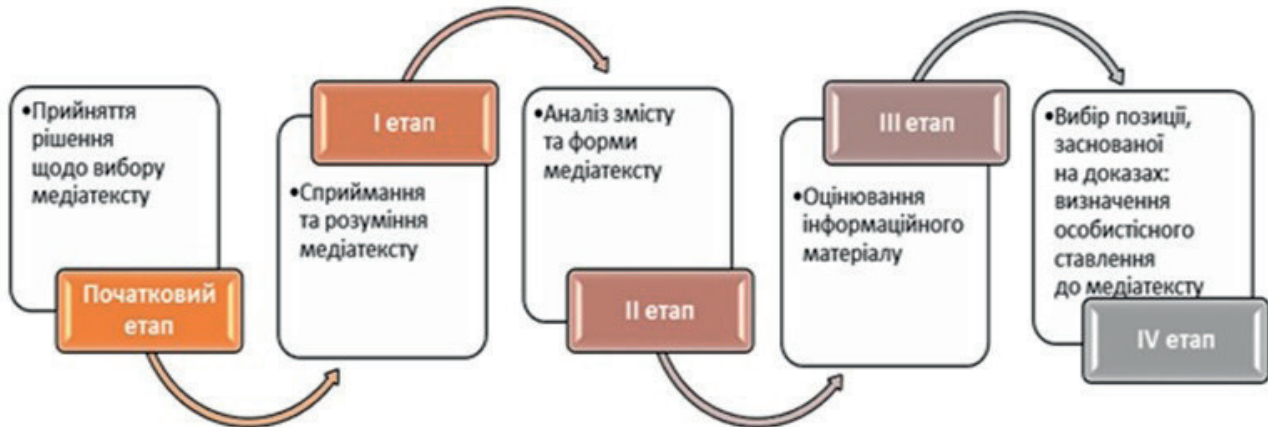 •Прийняття
рішення
щодо вибору
медіатексту
Початковий
етап
І етап
•Сприймання
та розуміння
медіатексту
•Аналіз змісту
та форми
медіатексту
ІІ етап
ІІІ етап
•Оцінювання
інформаційного
матеріалу
•Вибір позиції,
заснованої
на доказах:
визначення
особистісного
ставлення
до медіатексту
IV етап